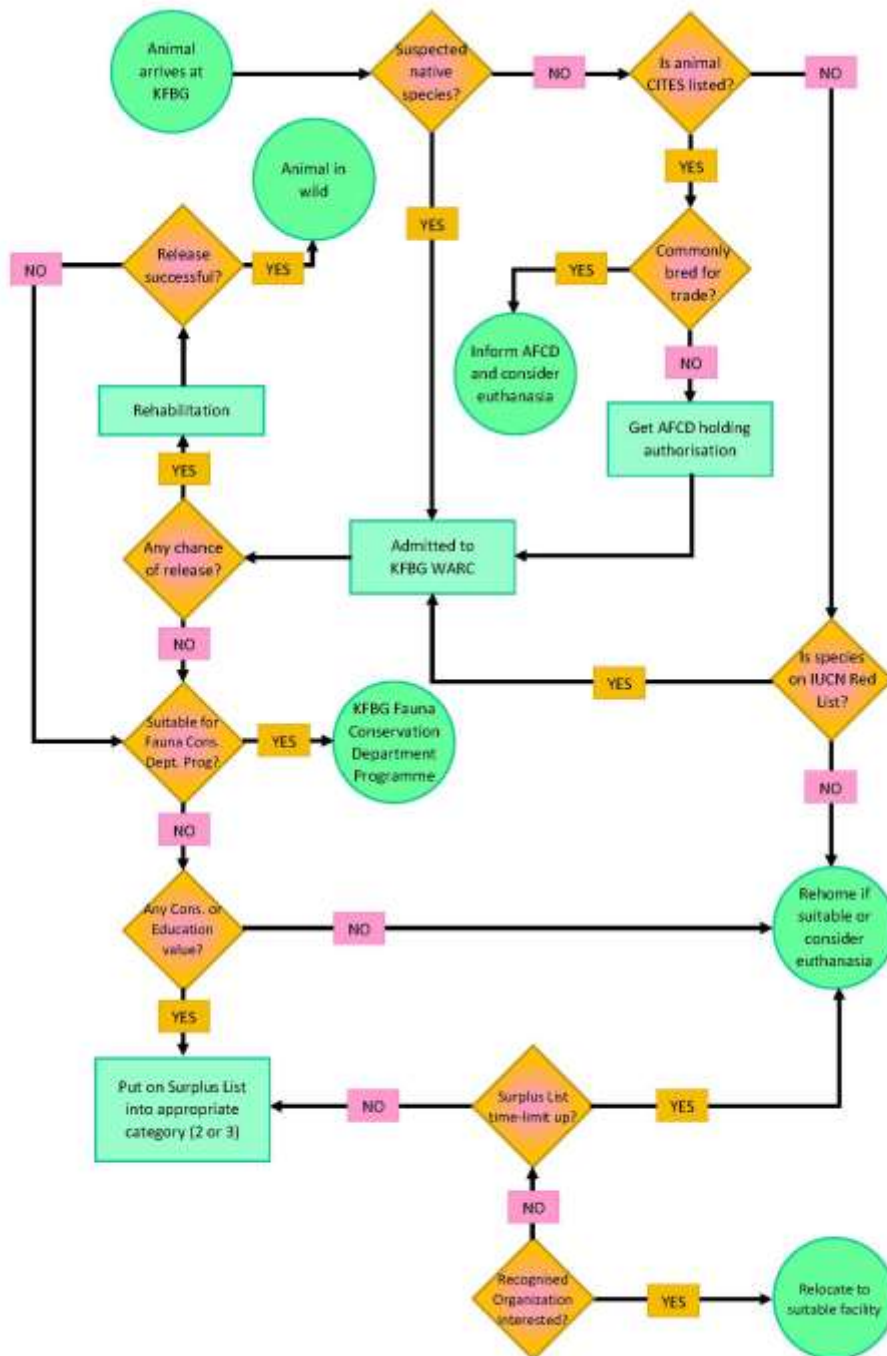 Animal
arrives at
KFBG
Suspected
native
species?
NO
Is animal
CITES listed?
NO
Animal in
wild
YES
YES
Release
successful?
NO
YES
Commonly
bred for
trade?
YES
Inform AFCD
and consider
euthanasia
NO
Rehabilitation
Get AFCD holding
authorisation
YES
Any chance
of release?
Admitted to
KFBG WARC
NO
Is species
on IUCN Red
List?
YES
Suitable for
Fauna Cons.
Dept. Prog?
YES
KFBG Fauna
Conservation
Department
Programme
NO
NO
Any Cons. or
Education
value?
NO
Rehome if
suitable or
consider
euthanasia
YES
Put on Surplus List
into appropriate
category (2 or 3)
NO
Surplus List
time-limit up?
YES
NO
Recognised
Organization
interested?
YES
Relocate to
suitable facility